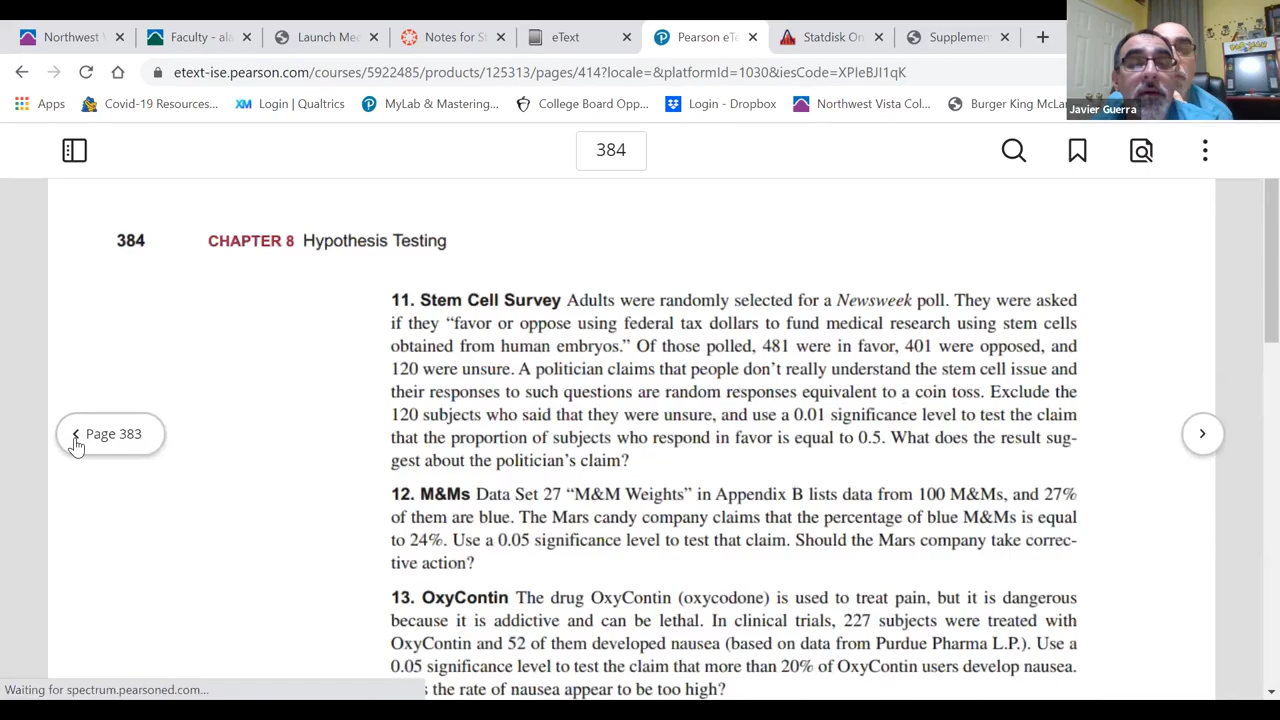 Northwest V
Faculty - ala
Launch Mee
Notes for S
eText
Pearson eTe
Statdisk On
Supplemen
etext-ise.pearson.com/courses/5922485/products/125313/pages/414?locale=&platformId=1030&iesCode=XPIeBJI1qK
Apps
Covid-19 Resources...
XM Login | Qualtrics
MyLab & Mastering...
College Board Opp...
Login - Dropbox
Northwest Vista Col...
Burger King McLa
Javier Guerra
384
384 CHAPTER 8 Hypothesis Testing
11. Stem Cell Survey Adults were randomly selected for a Newsweek poll. They were asked
if they “favor or oppose using federal tax dollars to fund medical research using stem cells
obtained from human embryos.” Of those polled, 481 were in favor, 401 were opposed, and
120 were unsure. A politician claims that people don’t really understand the stem cell issue and
their responses to such questions are random responses equivalent to a coin toss. Exclude the
120 subjects who said that they were unsure, and use a 0.01 significance level to test the claim
that the proportion of subjects who respond in favor is equal to 0.5. What does the result sug-
gest about the politician’s claim?
Page 383
12. M&Ms Data Set 27 “M&M Weights” in Appendix B lists data from 100 M&Ms, and 27%
of them are blue. The Mars candy company claims that the percentage of blue M&Ms is equal
to 24%. Use a 0.05 significance level to test that claim. Should the Mars company take correc-
tive action?
13. OxyContin The drug OxyContin (oxycodone) is used to treat pain, but it is dangerous
because it is addictive and can be lethal. In clinical trials, 227 subjects were treated with
OxyContin and 52 of them developed nausea (based on data from Purdue Pharma L.P.). Use a
0.05 significance level to test the claim that more than 20% of OxyContin users develop nausea.
s the rate of nausea appear to be too high?
Waiting for spectrum.pearsoned.com...